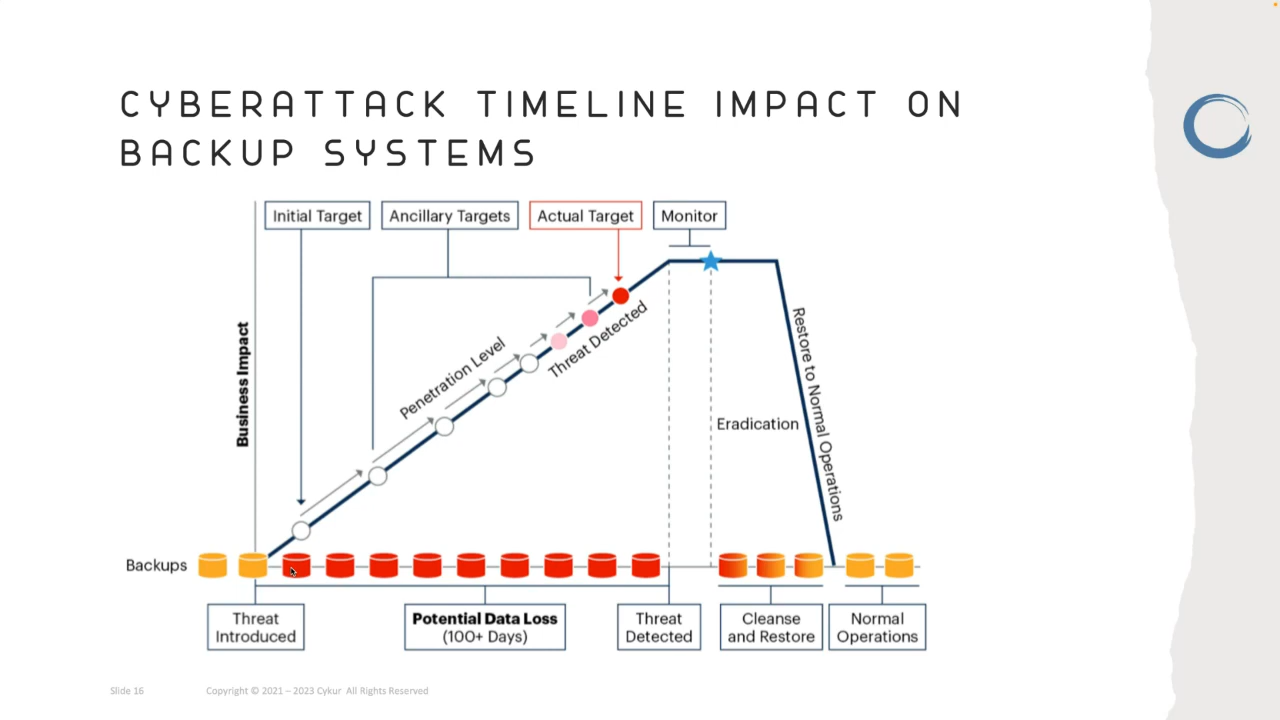 CYBERATTACK TIMELINE IMPACT ON
BACKUP SYSTEMS
Initial Target
Ancillary Targets
Actual Target
Monitor
Business Impact
Penetration Level
Threat Detected
Restore to Normal Operations
Eradication
Backups
Threat
Introduced
Potential Data Loss
(100+ Days)
Threat
Detected
Cleanse
and Restore
Normal
Operations
Slide 16
Copyright © 2021 – 2023 Cykur All Rights Reserved